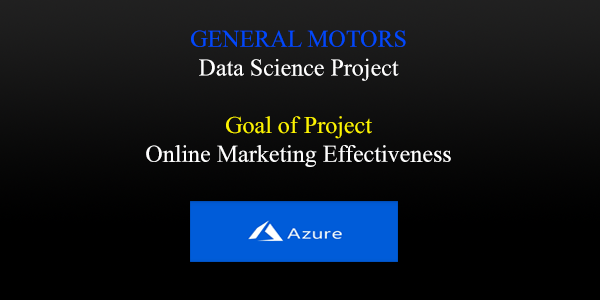 GENERAL MOTORS
Data Science Project
Goal of Project
Online Marketing Effectiveness
Azure